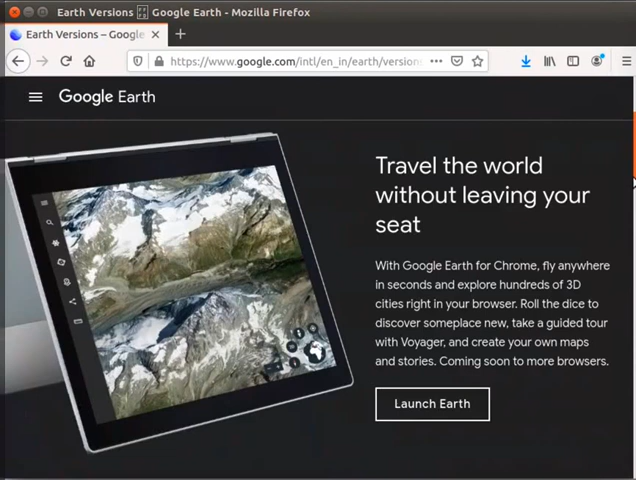 Earth Versions Google Earth - Mozilla Firefox
Earth Versions – Google
https://www.google.com/intl/en_in/earth/version
Google Earth
Travel the world
without leaving your
seat
With Google Earth for Chrome, fly anywhere
in seconds and explore hundreds of 3D
cities right in your browser. Roll the dice to
discover someplace new, take a guided tour
with Voyager, and create your own maps
and stories. Coming soon to more browsers.
Launch Earth